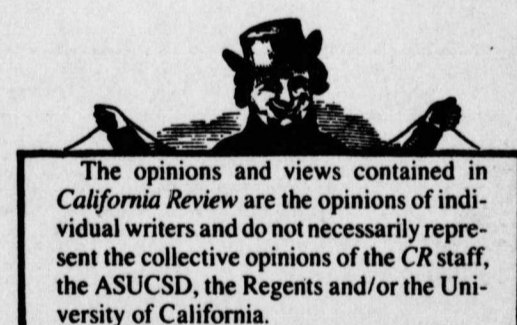 The opinions and views contained in
California Review are the opinions of indi-
vidual writers and do not necessarily repre-
sent the collective opinions of the CR staff,
the ASUCSD, the Regents and/or the Uni-
versity of California.